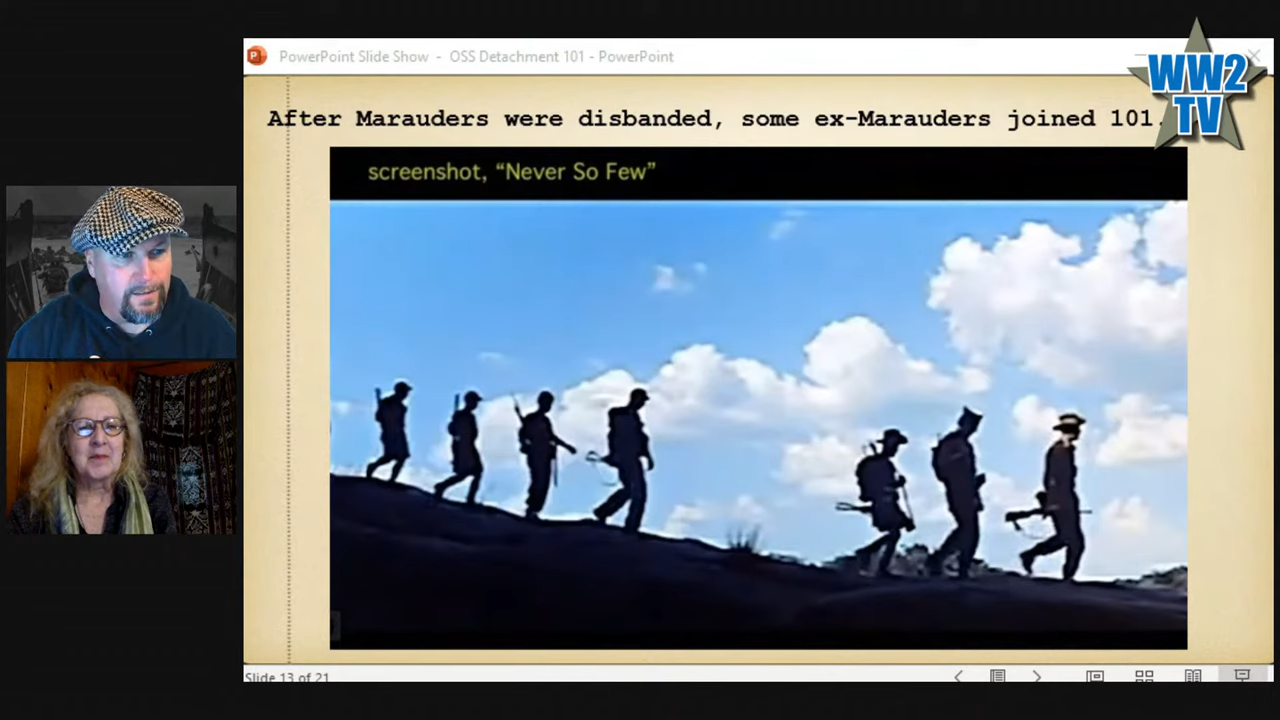 PowerPoint Slide Show - OSS Detachment 101 - PowerPoint
WW2
TV
After Marauders were disbanded, some ex-Marauders joined 101.
screenshot, “Never So Few”
Slide 13 of 21